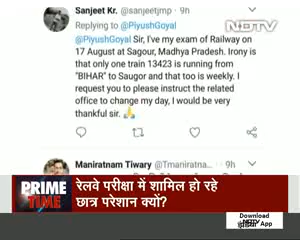 Sanjeet Kr. @sanjeetjmp · 9h
NDTV
Replying to @PiyushGoyal
@PiyushGoyal Sir, I've my exam of Railway on
17 August at Sagour, Madhya Pradesh. Irony is
that only one train 13423 is running from
"BIHAR" to Saugor and that too is weekly. I
request you to please instruct the related
office to change my day, I would be very
thankful sir. 🙏
Maniratnam Tiwary @Tmaniratna... · 9h
PRIME
TIME
रेलवे परीक्षा में शामिल हो रहे
छात्र परेशान क्यों?
Download
NDTV
इंडिया App